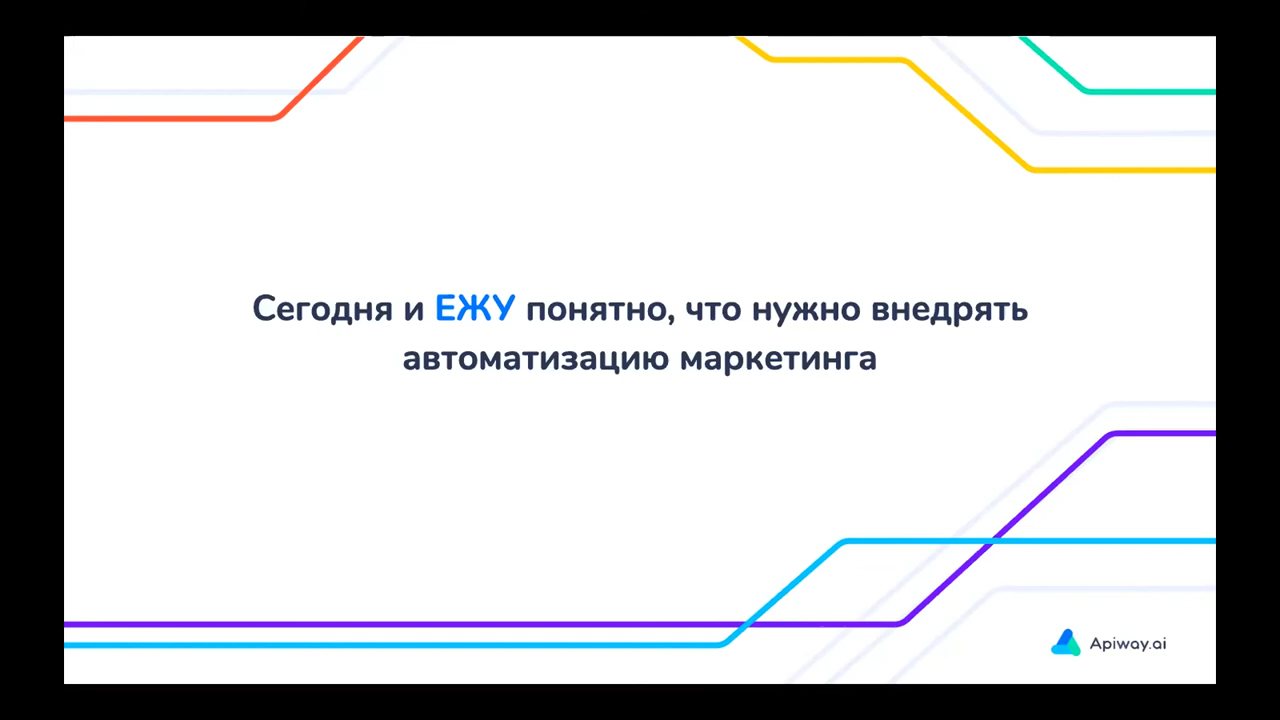 Сегодня и ЕЖУ понятно, что нужно внедрять
автоматизацию маркетинга
Apiway.ai